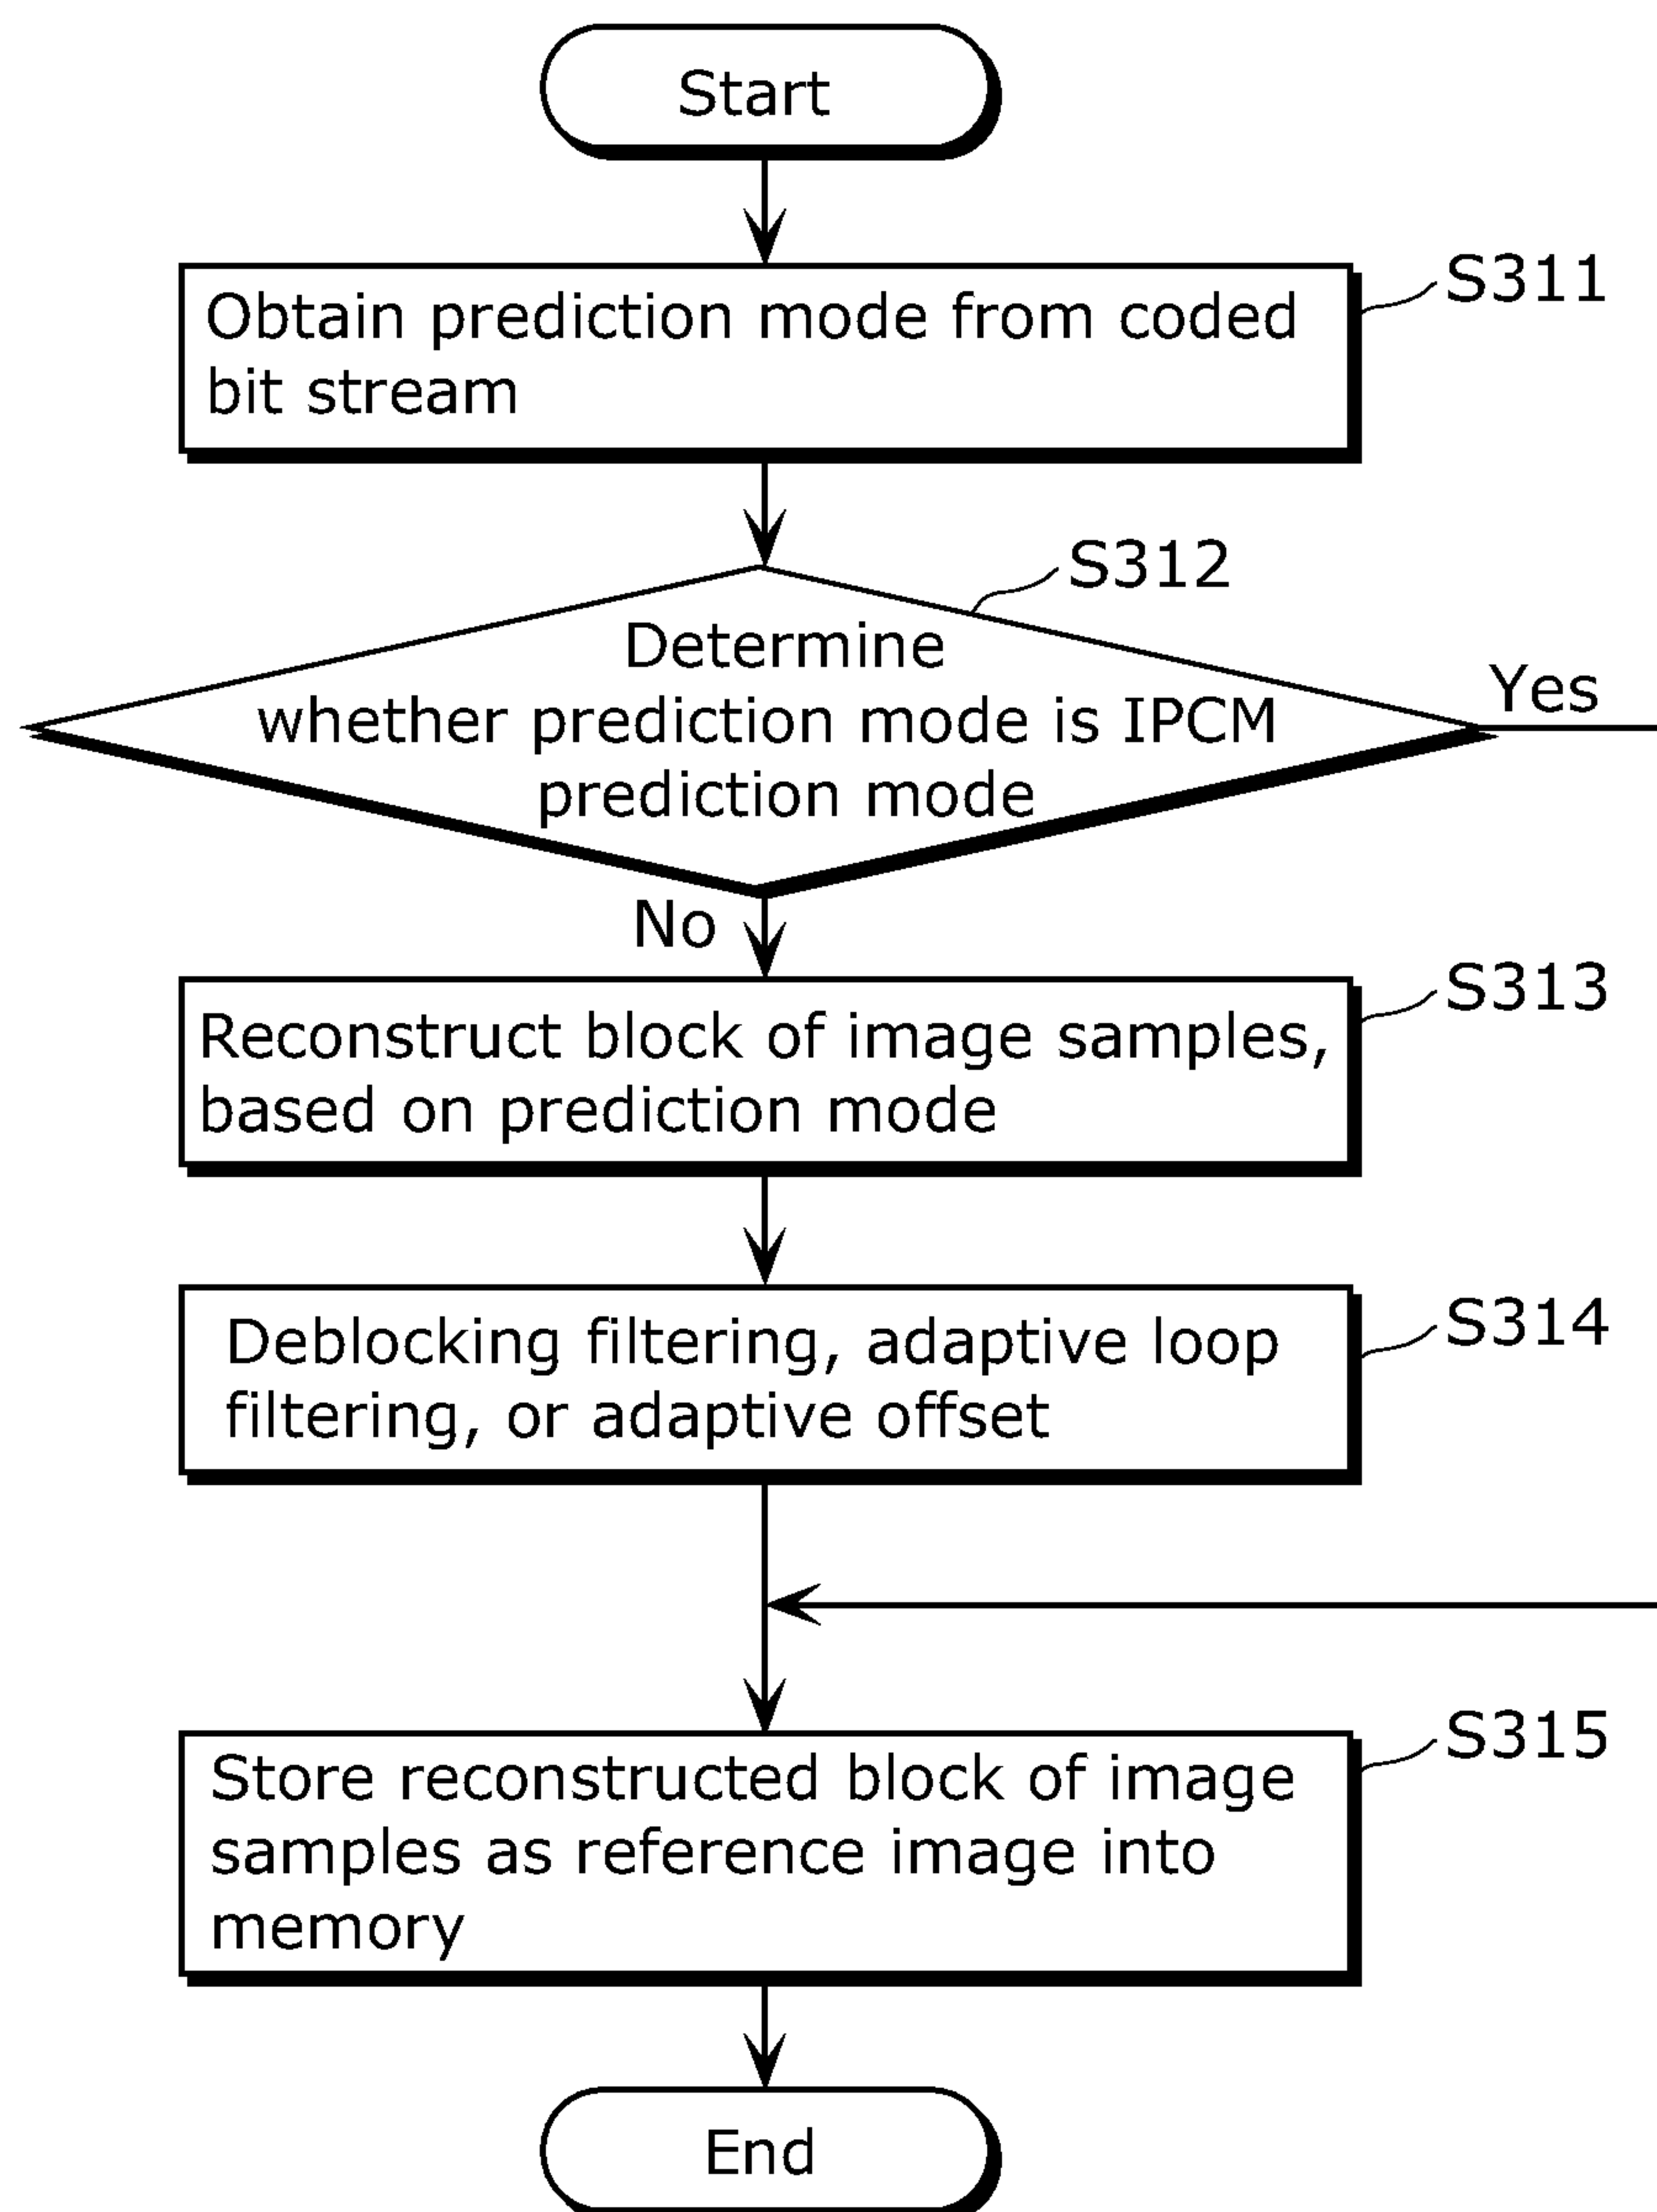 Start
Obtain prediction mode from coded
bit stream
S311
S312
Determine
whether prediction mode is IPCM
prediction mode
Yes
No
Reconstruct block of image samples,
based on prediction mode
S313
Deblocking filtering, adaptive loop
filtering, or adaptive offset
S314
Store reconstructed block of image
samples as reference image into
memory
S315
End